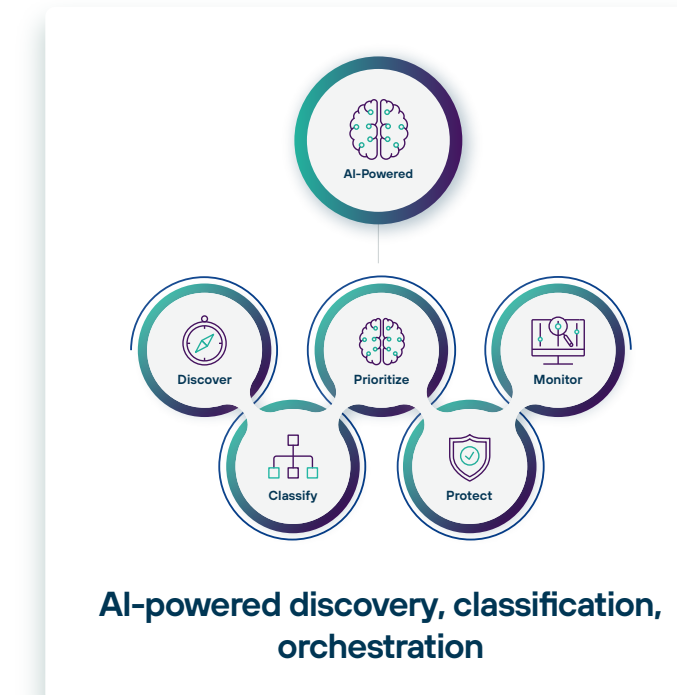 AI-Powered
Discover
Prioritize
Monitor
Classify
Protect
AI-powered discovery, classification,
orchestration